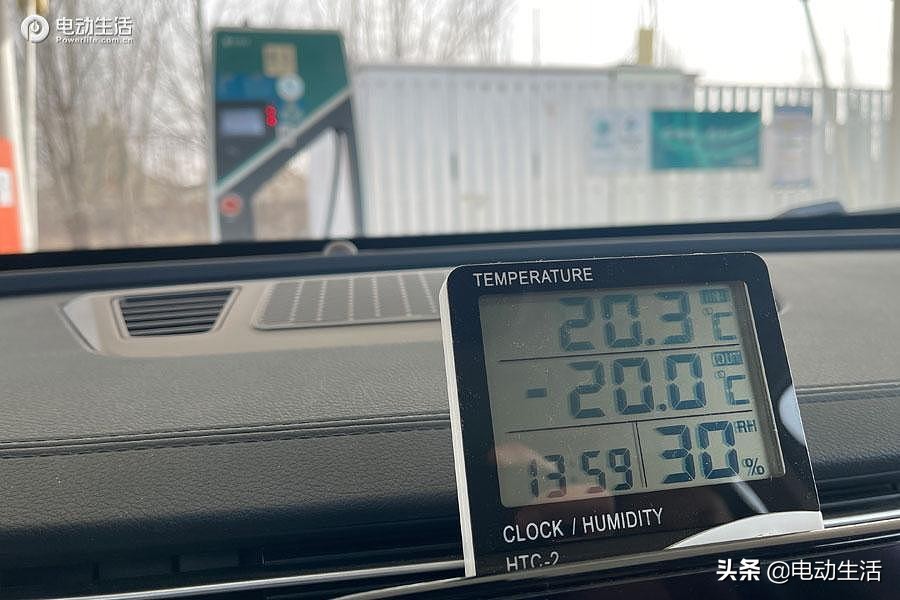 电动生活
Powerlife.com.cn
TEMPERATURE
IN
20.3 °C
OUT
-20.0 °C
13:59
30 RH %
CLOCK / HUMIDITY
HTC-2
头条 @电动生活